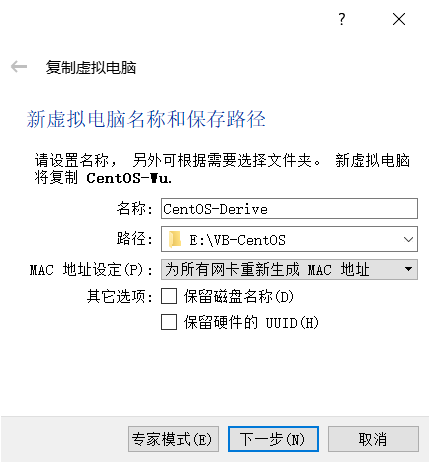 ?
复制虚拟电脑
新虚拟电脑名称和保存路径
请设置名称, 另外可根据需要选择文件夹。 新虚拟电脑
将复制 CentOS-Wu.
名称: CentOS-Derive
路径: E:\VB-CentOS
MAC 地址设定(P): 为所有网卡重新生成 MAC 地址
其它选项: 保留磁盘名称(D)
保留硬件的 UUID(H)
专家模式(E) 下一步(N) 取消